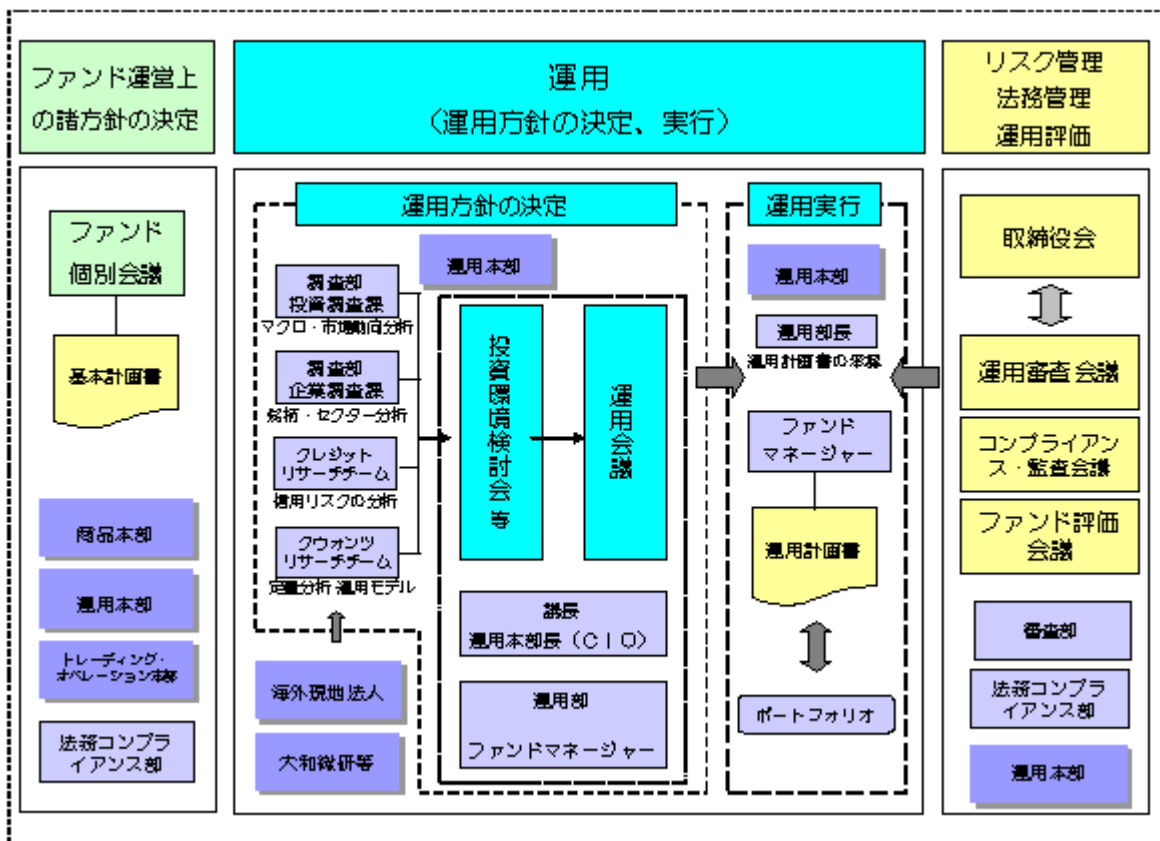 ファンド運営上
の諸方針の決定
運用
（運用方針の決定、実行）
リスク管理
法務管理
運用評価
ファンド
個別会議
基本計画書
商品本部
運用本部
トレーディング・
オペレーション本部
法務コンプラ
イアンス部
運用方針の決定
運用本部
調査部
投資調査課
マクロ・市場動向分析
調査部
企業調査課
銘柄・セクター分析
クレジット
リサーチチーム
信用リスクの分析
クウォンツ
リサーチチーム
定量分析 運用モデル
海外現地法人
大和総研等
投資環境検討会 等
運用会議
議長
運用本部長（ＣＩＯ）
運用部
ファンドマネージャー
運用実行
運用本部
運用部長
運用計画書の承認
ファンド
マネージャー
運用計画書
ポートフォリオ
取締役会
運用審査会議
コンプライアン
ス・監査会議
ファンド評価
会議
審査部
法務コンプラ
イアンス部
運用本部